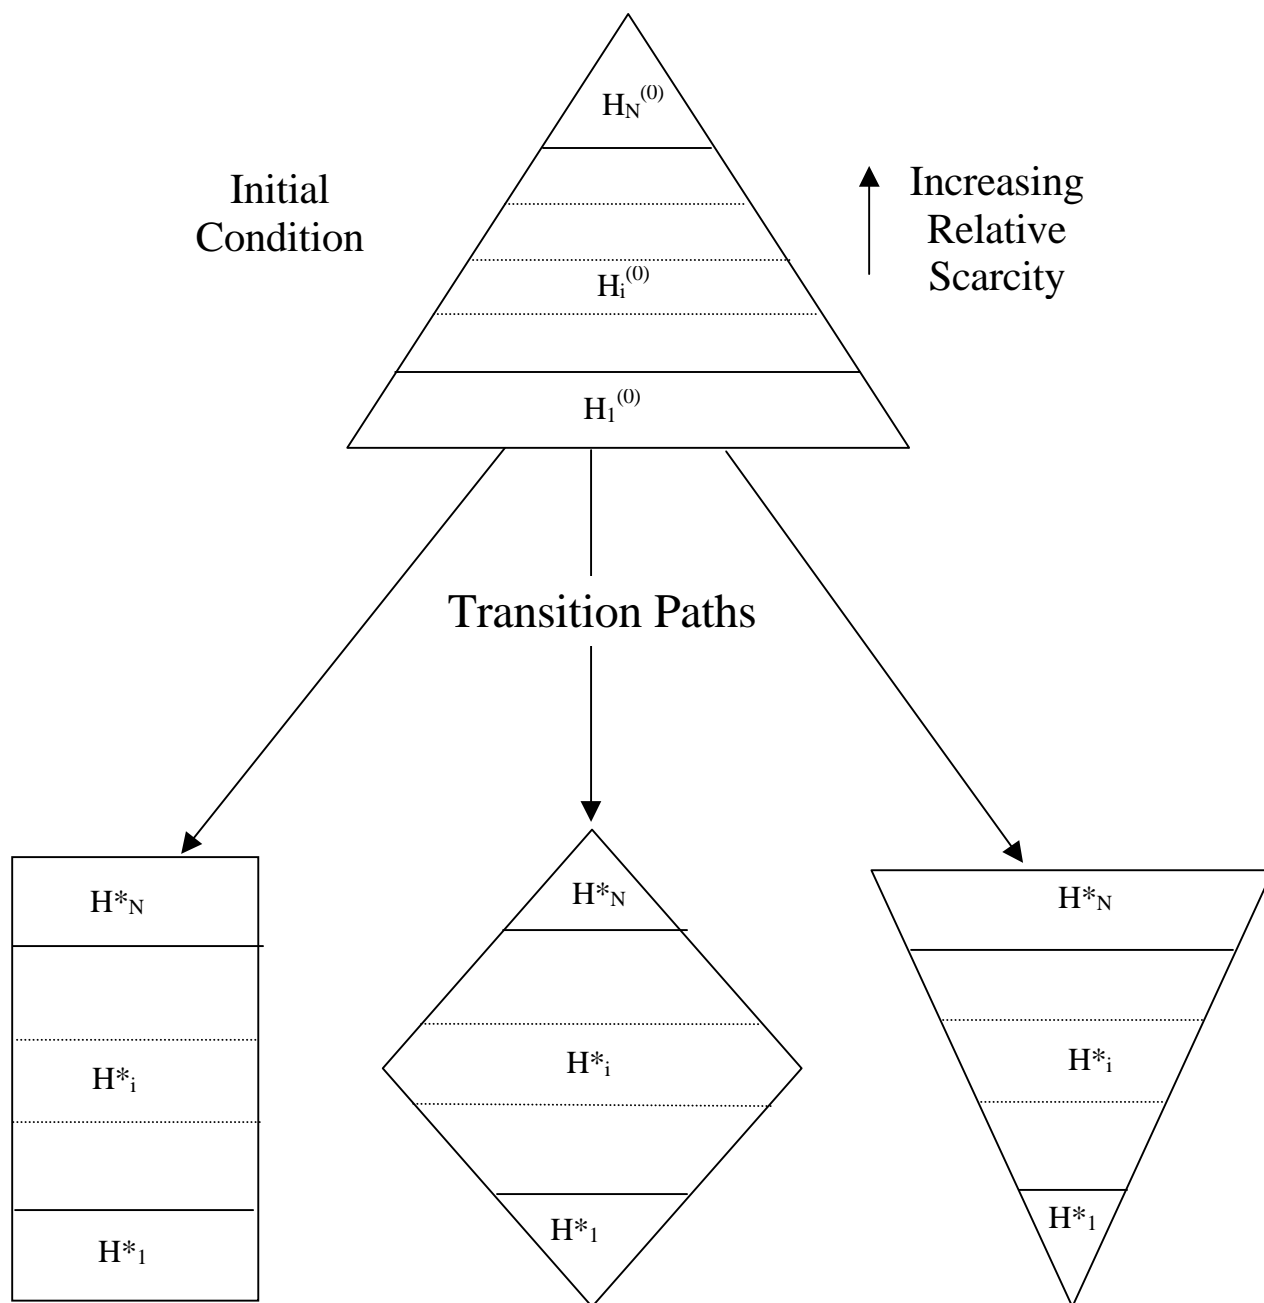 H_N^(0)
Initial
Condition
Increasing
Relative
Scarcity
H_i^(0)
H_1^(0)
Transition Paths
H*_N
H*_i
H*_1
H*_N
H*_i
H*_1
H*_N
H*_i
H*_1